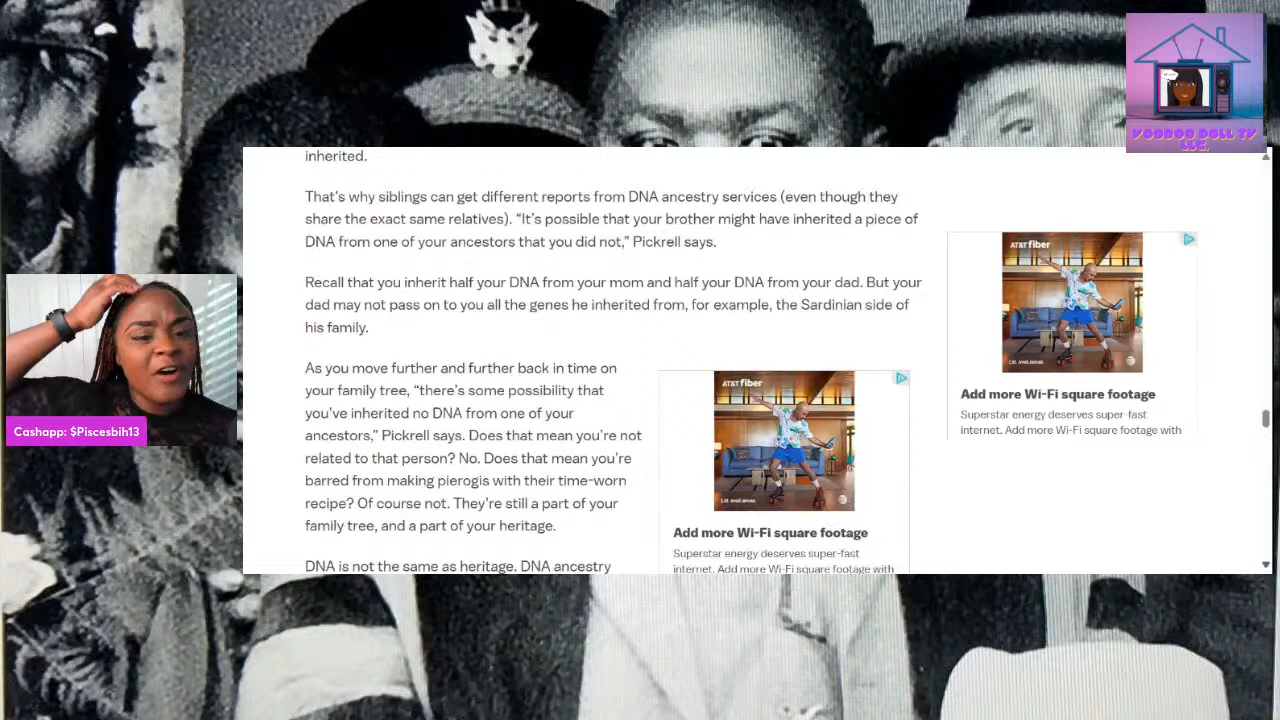 VOODOO DOLL TV
LLC.
inherited.
That's why siblings can get different reports from DNA ancestry services (even though they
share the exact same relatives). “It's possible that your brother might have inherited a piece of
DNA from one of your ancestors that you did not,” Pickrell says.
Recall that you inherit half your DNA from your mom and half your DNA from your dad. But your
dad may not pass on to you all the genes he inherited from, for example, the Sardinian side of
his family.
As you move further and further back in time on
your family tree, “there's some possibility that
you've inherited no DNA from one of your
ancestors,” Pickrell says. Does that mean you're not
related to that person? No. Does that mean you're
barred from making pierogis with their time-worn
recipe? Of course not. They're still a part of your
family tree, and a part of your heritage.
DNA is not the same as heritage. DNA ancestry
AT&T fiber
Ltd. avail./areas.
Add more Wi-Fi square footage
Superstar energy deserves super-fast
internet. Add more Wi-Fi square footage with
AT&T fiber
Ltd. avail./areas.
Add more Wi-Fi square footage
Superstar energy deserves super-fast
internet. Add more Wi-Fi square footage with
Cashapp: $Piscesbih13